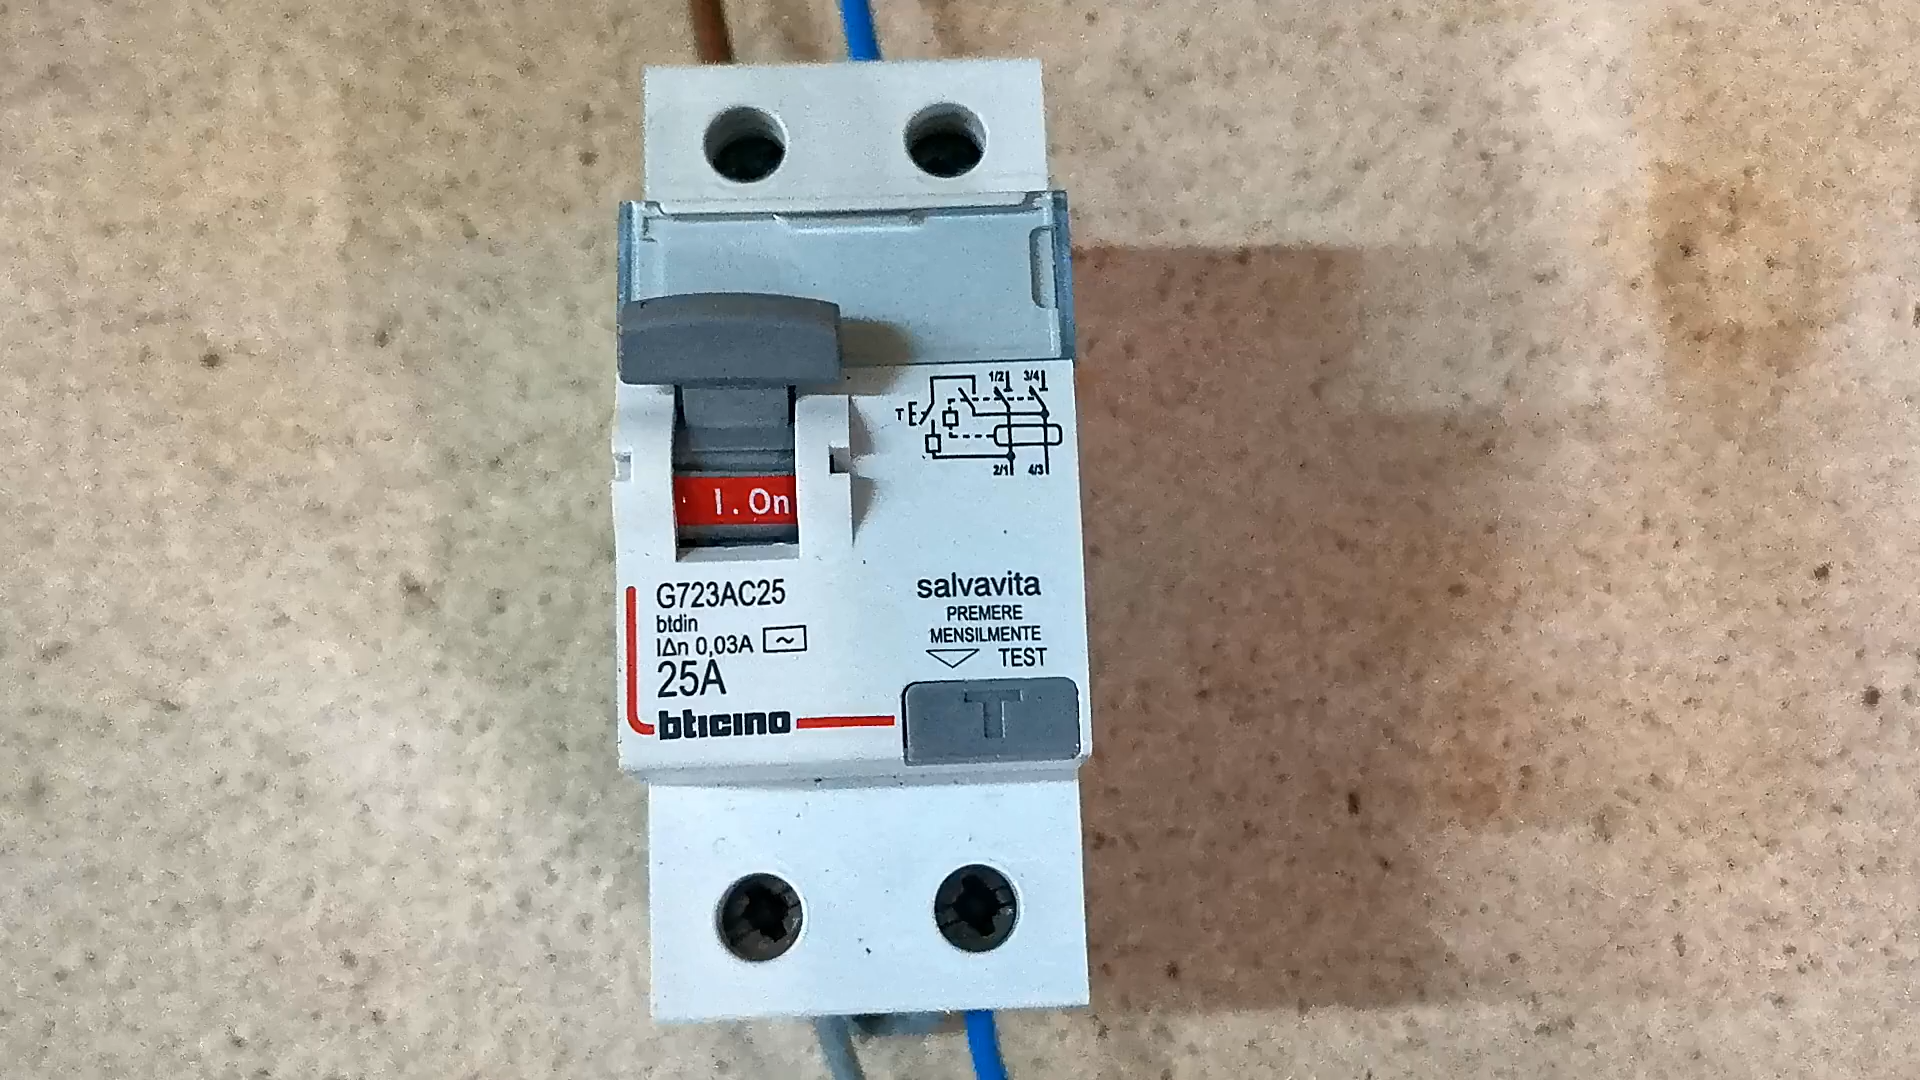 1/2 3/4
T
2/1 4/3
I. On
G723AC25
btdin
IΔn 0,03A ~
25A
bticino
salvavita
PREMERE
MENSILMENTE
TEST
T